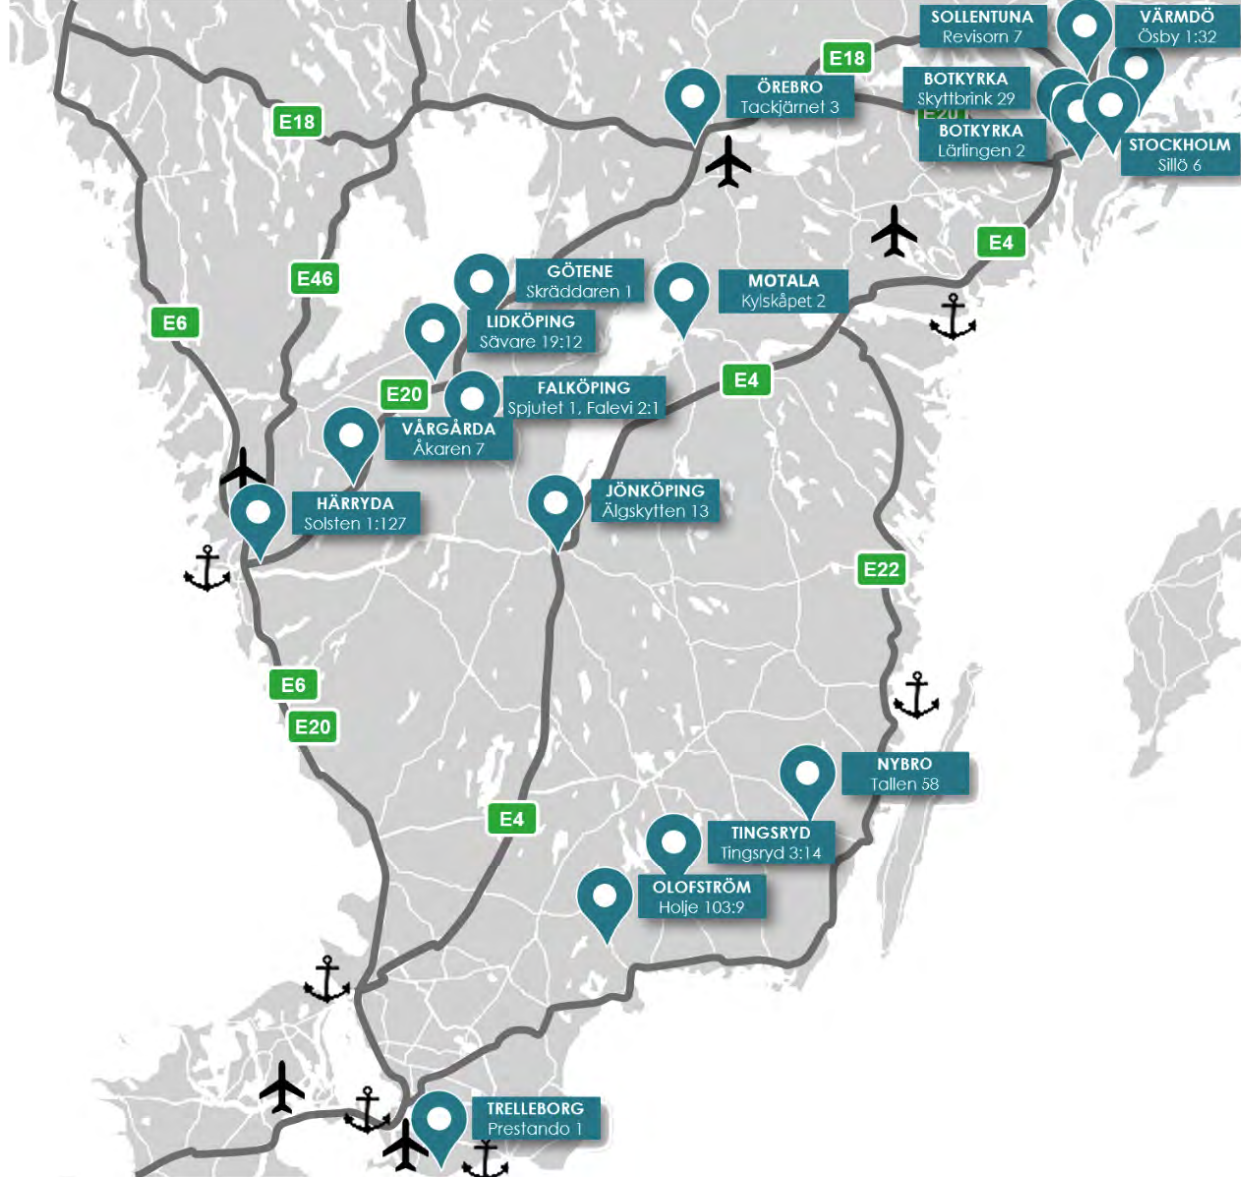 SOLLENTUNA
Revisorn 7
VÄRMDÖ
Ösby 1:32
E18
BOTKYRKA
Skyttbrink 29
ÖREBRO
Tackjärnet 3
E20
E18
BOTKYRKA
Lärlingen 2
STOCKHOLM
Sillö 6
E4
GÖTENE
Skräddaren 1
MOTALA
Kylskåpet 2
E46
E6
LIDKÖPING
Sävare 19:12
E4
E20
FALKÖPING
Spjutet 1, Falevi 2:1
VÅRGÅRDA
Åkaren 7
HÄRRYDA
Solsten 1:127
JÖNKÖPING
Älgskytten 13
E22
E6
E20
NYBRO
Tallen 58
E4
TINGSRYD
Tingsryd 3:14
OLOFSTRÖM
Holje 103:9
TRELLEBORG
Prestando 1